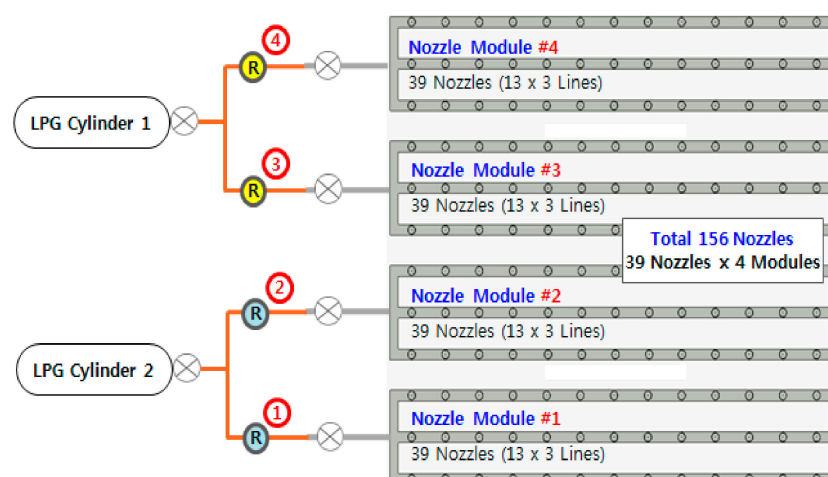 ④
Nozzle Module #4
R
39 Nozzles (13 x 3 Lines)
LPG Cylinder 1
③
Nozzle Module #3
R
39 Nozzles (13 x 3 Lines)
Total 156 Nozzles
39 Nozzles x 4 Modules
②
Nozzle Module #2
R
39 Nozzles (13 x 3 Lines)
LPG Cylinder 2
①
Nozzle Module #1
R
39 Nozzles (13 x 3 Lines)